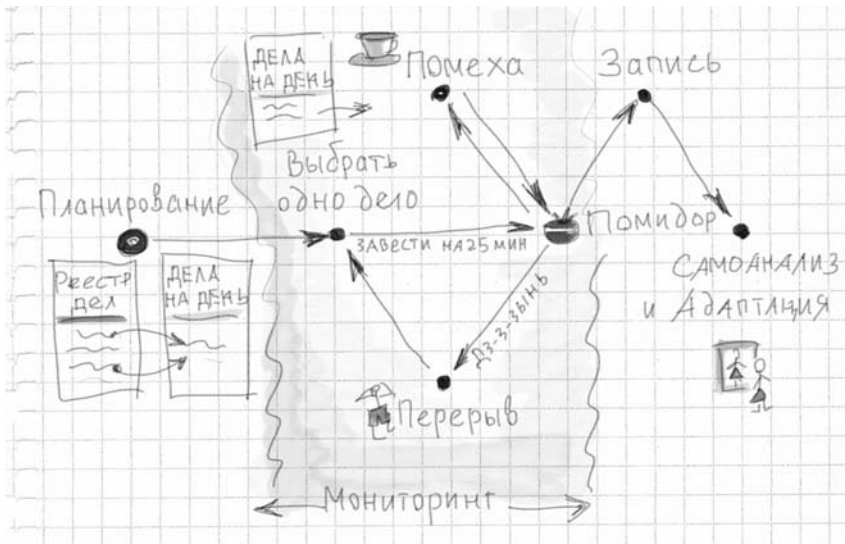 ДЕЛА
НА ДЕНЬ
Помеха
Запись
Выбрать
одно дело
Планирование
ЗАВЕСТИ НА 25 МИН
Помидор
Реестр
дел
ДЕЛА
НА ДЕНЬ
САМОАНАЛИЗ
и АДАПТАЦИЯ
ДЗ-З-ЗЫНЬ
Перерыв
Мониторинг